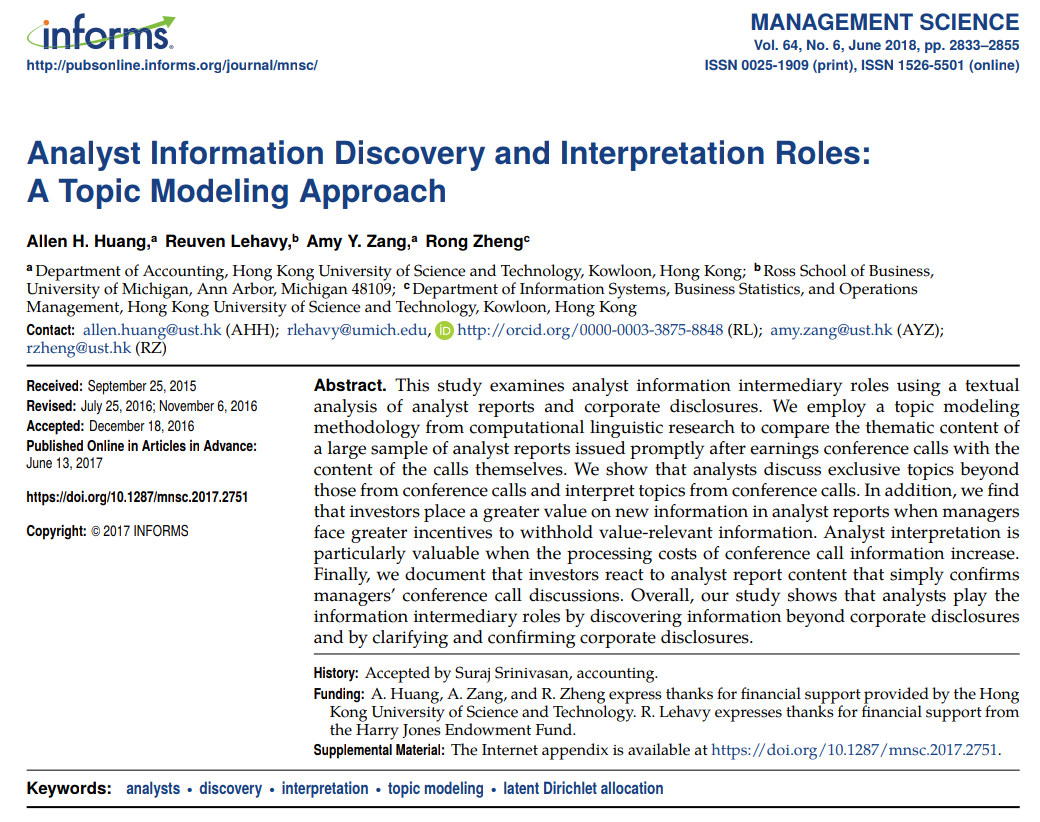 informs
http://pubsonline.informs.org/journal/mnsc/
MANAGEMENT SCIENCE
Vol. 64, No. 6, June 2018, pp. 2833–2855
ISSN 0025-1909 (print), ISSN 1526-5501 (online)
Analyst Information Discovery and Interpretation Roles:
A Topic Modeling Approach
Allen H. Huang,a Reuven Lehavy,b Amy Y. Zang,a Rong Zhengc
a Department of Accounting, Hong Kong University of Science and Technology, Kowloon, Hong Kong; b Ross School of Business,
University of Michigan, Ann Arbor, Michigan 48109; c Department of Information Systems, Business Statistics, and Operations
Management, Hong Kong University of Science and Technology, Kowloon, Hong Kong
Contact: allen.huang@ust.hk (AHH); rlehavy@umich.edu, iD http://orcid.org/0000-0003-3875-8848 (RL); amy.zang@ust.hk (AYZ);
rzheng@ust.hk (RZ)
Received: September 25, 2015
Revised: July 25, 2016; November 6, 2016
Accepted: December 18, 2016
Published Online in Articles in Advance:
June 13, 2017
https://doi.org/10.1287/mnsc.2017.2751
Copyright: © 2017 INFORMS
Abstract. This study examines analyst information intermediary roles using a textual
analysis of analyst reports and corporate disclosures. We employ a topic modeling
methodology from computational linguistic research to compare the thematic content of
a large sample of analyst reports issued promptly after earnings conference calls with the
content of the calls themselves. We show that analysts discuss exclusive topics beyond
those from conference calls and interpret topics from conference calls. In addition, we find
that investors place a greater value on new information in analyst reports when managers
face greater incentives to withhold value-relevant information. Analyst interpretation is
particularly valuable when the processing costs of conference call information increase.
Finally, we document that investors react to analyst report content that simply confirms
managers' conference call discussions. Overall, our study shows that analysts play the
information intermediary roles by discovering information beyond corporate disclosures
and by clarifying and confirming corporate disclosures.
History: Accepted by Suraj Srinivasan, accounting.
Funding: A. Huang, A. Zang, and R. Zheng express thanks for financial support provided by the Hong
Kong University of Science and Technology. R. Lehavy expresses thanks for financial support from
the Harry Jones Endowment Fund.
Supplemental Material: The Internet appendix is available at https://doi.org/10.1287/mnsc.2017.2751.
Keywords: analysts • discovery • interpretation • topic modeling • latent Dirichlet allocation